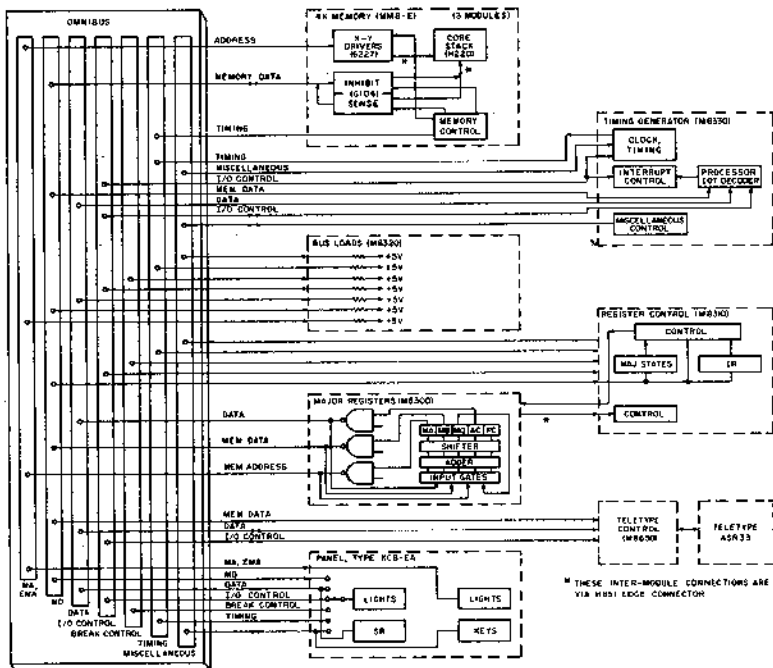 OMNIBUS
4K MEMORY (MM8-E) (3 MODULES)
ADDRESS
X-Y
DRIVERS
(G227)
CORE
STACK
(H220)
*
*
MEMORY DATA
INHIBIT
(G104)
SENSE
MEMORY
CONTROL
TIMING
TIMING GENERATOR (M8330)
CLOCK,
TIMING
TIMING
MISCELLANEOUS
I/O CONTROL
MEM DATA
DATA
I/O CONTROL
INTERRUPT
CONTROL
PROCESSOR
IOT DECODER
MISCELLANEOUS
CONTROL
BUS LOADS (M8320)
+5V
+5V
+5V
+5V
+5V
+5V
+5V
REGISTER CONTROL (M8310)
CONTROL
MAJ STATES
IR
CONTROL
*
MAJOR REGISTERS (M8300)
DATA
MEM DATA
MEM ADDRESS
MA MB MQ AC PC
SHIFTER
ADDER
INPUT GATES
MEM DATA
DATA
I/O CONTROL
TELETYPE
CONTROL
(M8650)
TELETYPE
ASR33
PANEL TYPE KC8-EA
MA, EMA
MD
DATA
I/O CONTROL
BREAK CONTROL
TIMING
LIGHTS
LIGHTS
SR
KEYS
* THESE INTER-MODULE CONNECTIONS ARE
VIA H851 EDGE CONNECTOR
MA,
EMA
MD
DATA
I/O CONTROL
BREAK CONTROL
TIMING
MISCELLANEOUS